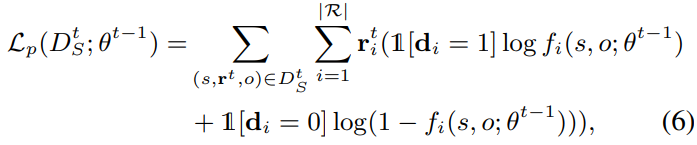 $$\mathcal{L}_p(D_S^t; \theta^{t-1}) = \sum_{(s,\mathbf{r}^t,o) \in D_S^t} \sum_{i=1}^{|\mathcal{R}|} \mathbf{r}_i^t (\mathbb{1}[\mathbf{d}_i = 1] \log f_i(s, o; \theta^{t-1})$$
$$+ \mathbb{1}[\mathbf{d}_i = 0] \log(1 - f_i(s, o; \theta^{t-1}))), \quad (6)$$